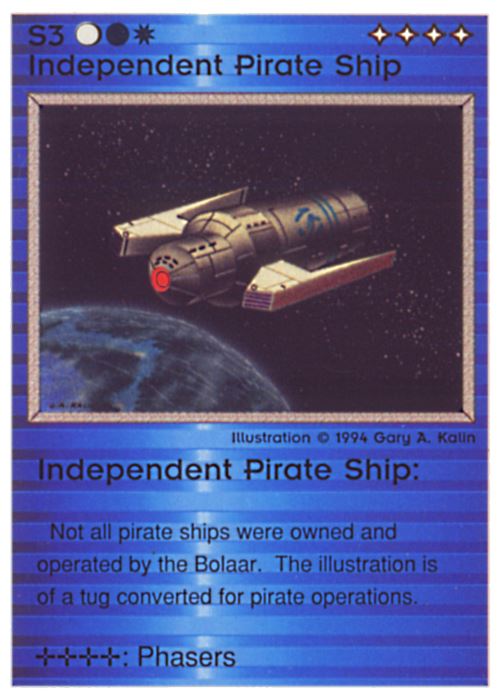 S3
Independent Pirate Ship
Illustration © 1994 Gary A. Kalin
Independent Pirate Ship:
Not all pirate ships were owned and
operated by the Bolaar. The illustration is
of a tug converted for pirate operations.
: Phasers